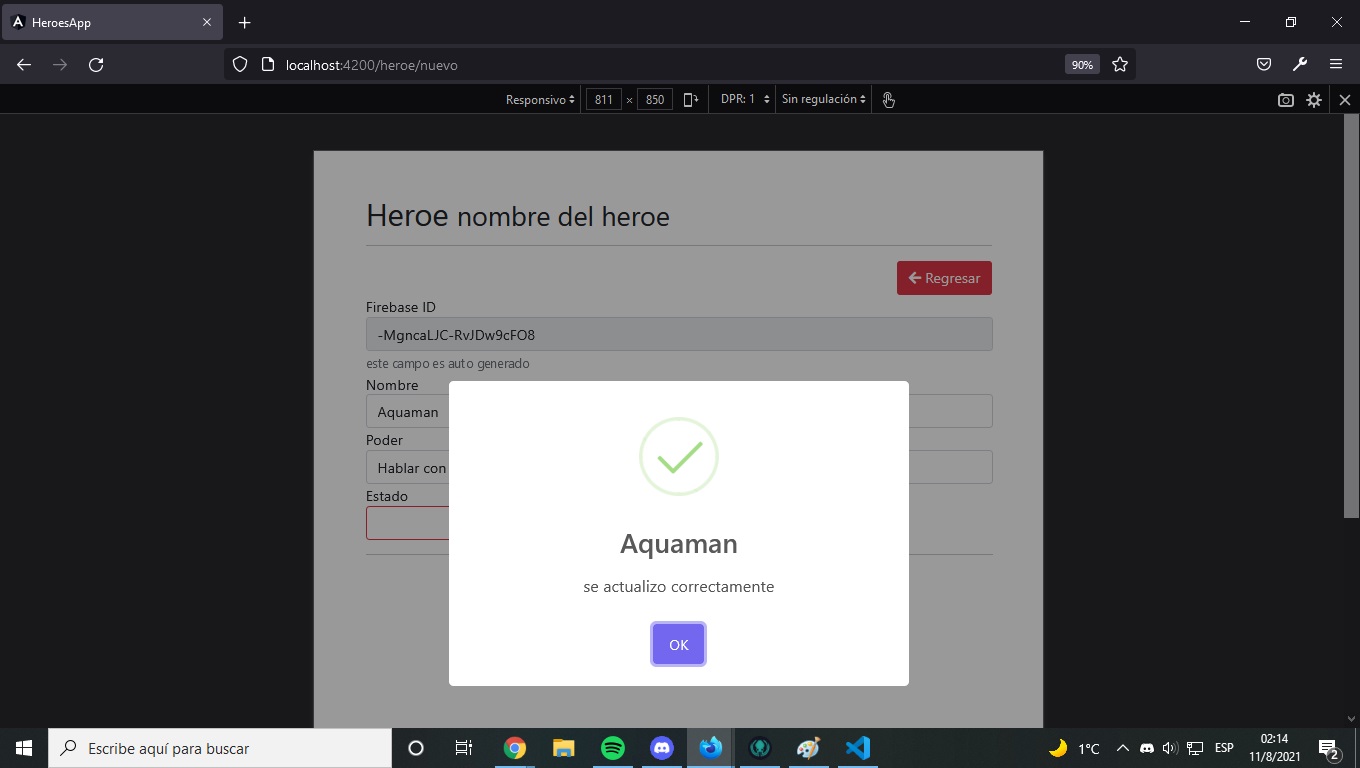 HeroesApp
localhost:4200/heroe/nuevo
90%
Responsivo 811 × 850 DPR: 1 Sin regulación
Heroe nombre del heroe
Regresar
Firebase ID
-MgncaLJC-RvJDw9cFO8
este campo es auto generado
Nombre
Aquaman
Poder
Hablar con
Estado
Aquaman
se actualizo correctamente
OK
Escribe aquí para buscar
1°C
ESP
02:14
11/8/2021
2